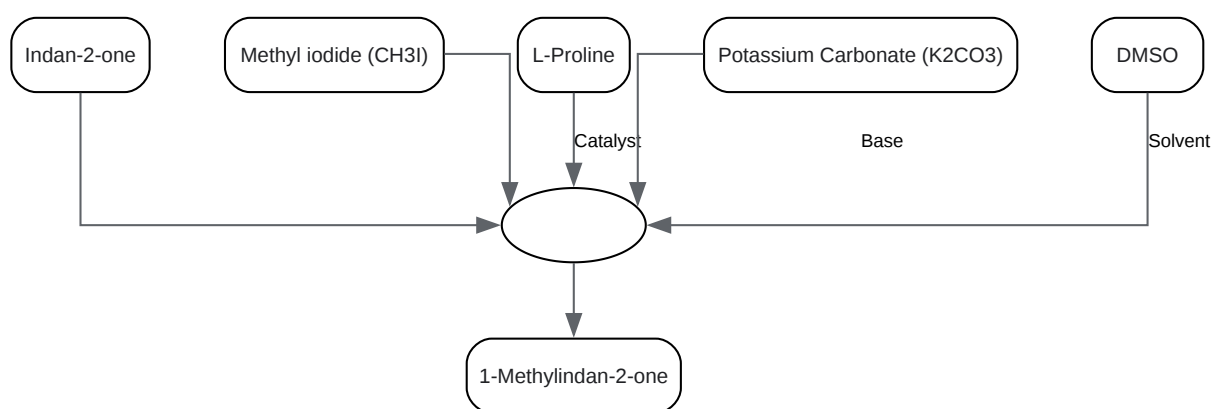 Indan-2-one
Methyl iodide (CH3I)
L-Proline
Potassium Carbonate (K2CO3)
DMSO
Catalyst
Base
Solvent
1-Methylindan-2-one